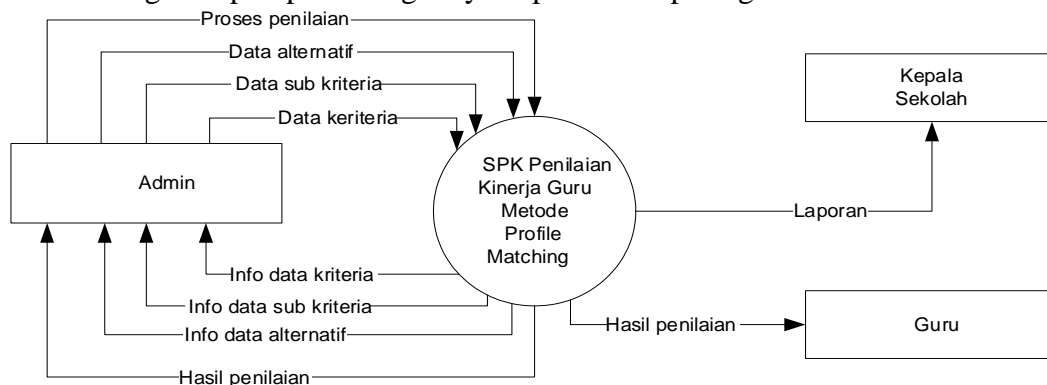 Proses penilaian
Data alternatif
Data sub kriteria
Data keriteria
Admin
SPK Penilaian
Kinerja Guru
Metode
Profile
Matching
Kepala
Sekolah
Laporan
Info data kriteria
Info data sub kriteria
Info data alternatif
Hasil penilaian
Hasil penilaian
Guru